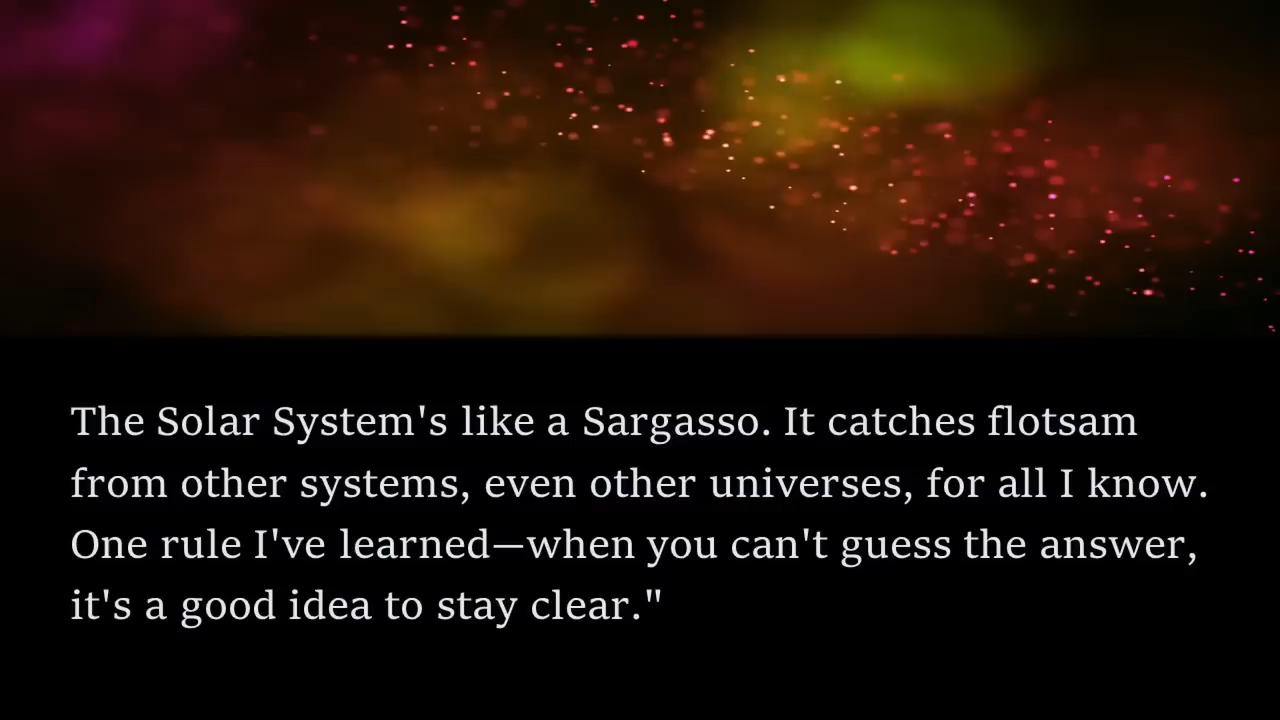 The Solar System's like a Sargasso. It catches flotsam
from other systems, even other universes, for all I know.
One rule I've learned—when you can't guess the answer,
it's a good idea to stay clear."